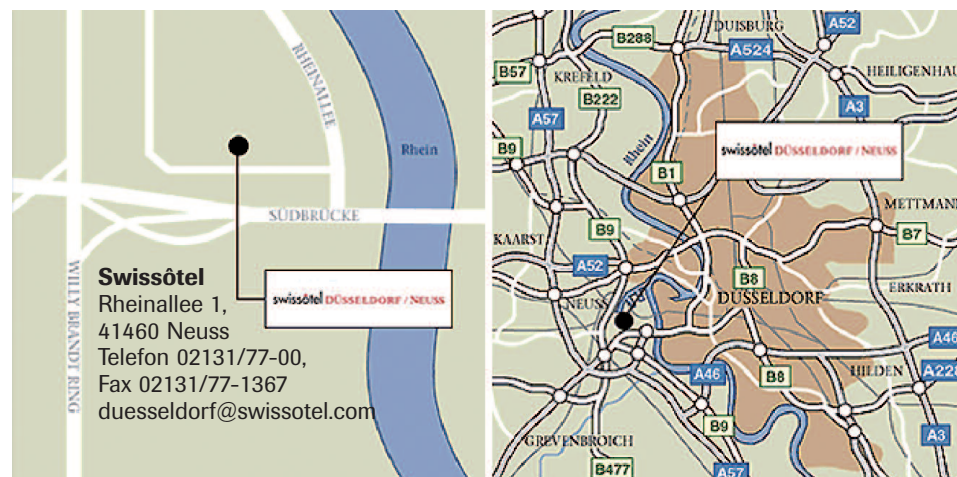 RHEINALLEE
Rhein
SÜDBRÜCKE
WILLY BRANDT RING
swissôtel DÜSSELDORF / NEUSS
Swissôtel
Rheinallee 1,
41460 Neuss
Telefon 02131/77-00,
Fax 02131/77-1367
duesseldorf@swissotel.com
DUISBURG
A52
B288
A524
B57
KREFELD
HEILIGENHAU
B222
A3
A57
Rhein
swissôtel DÜSSELDORF / NEUSS
B9
B1
METTMANN
B9
B7
KAARST
A52
B8
ERKRATH
NEUSS
DÜSSELDORF
A46
A46
B8
HILDEN
A228
B9
A3
GREVENBROICH
B477
A57